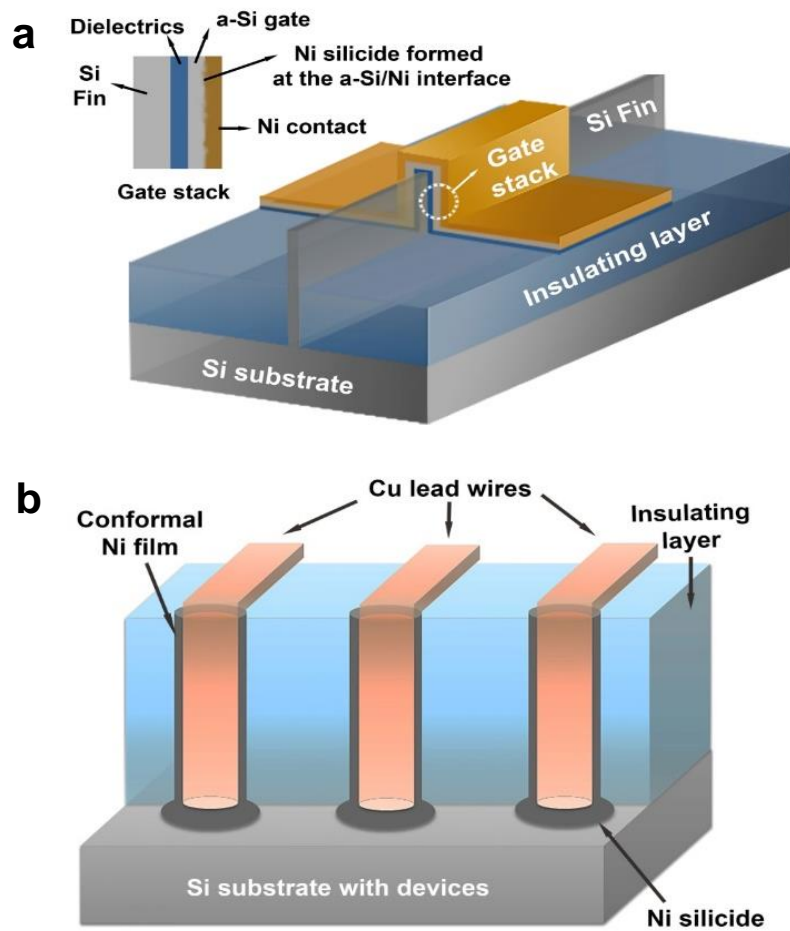 a
Dielectrics
a-Si gate
Si
Fin
Ni silicide formed
at the a-Si/Ni interface
Ni contact
Gate stack
Si Fin
Gate
stack
Insulating layer
Si substrate
b
Cu lead wires
Conformal
Ni film
Insulating
layer
Si substrate with devices
Ni silicide